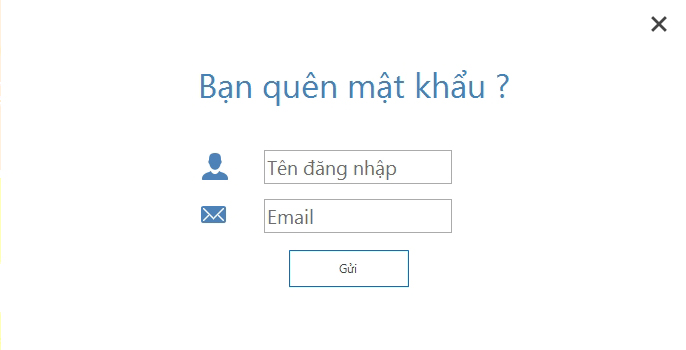 Bạn quên mật khẩu ?
Tên đăng nhập
Email
Gửi